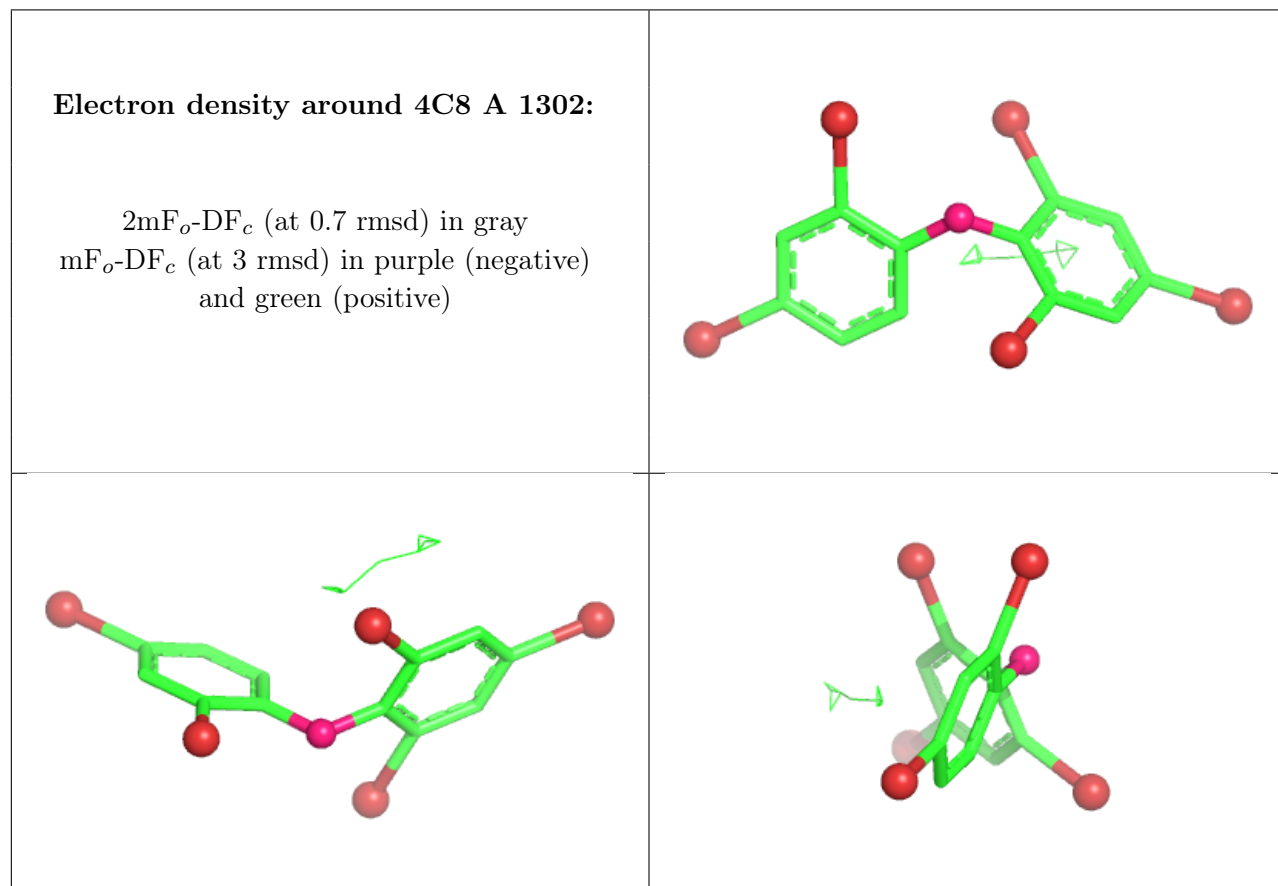 Electron density around 4C8 A 1302:
2mFo-DFc (at 0.7 rmsd) in gray
mFo-DFc (at 3 rmsd) in purple (negative)
and green (positive)